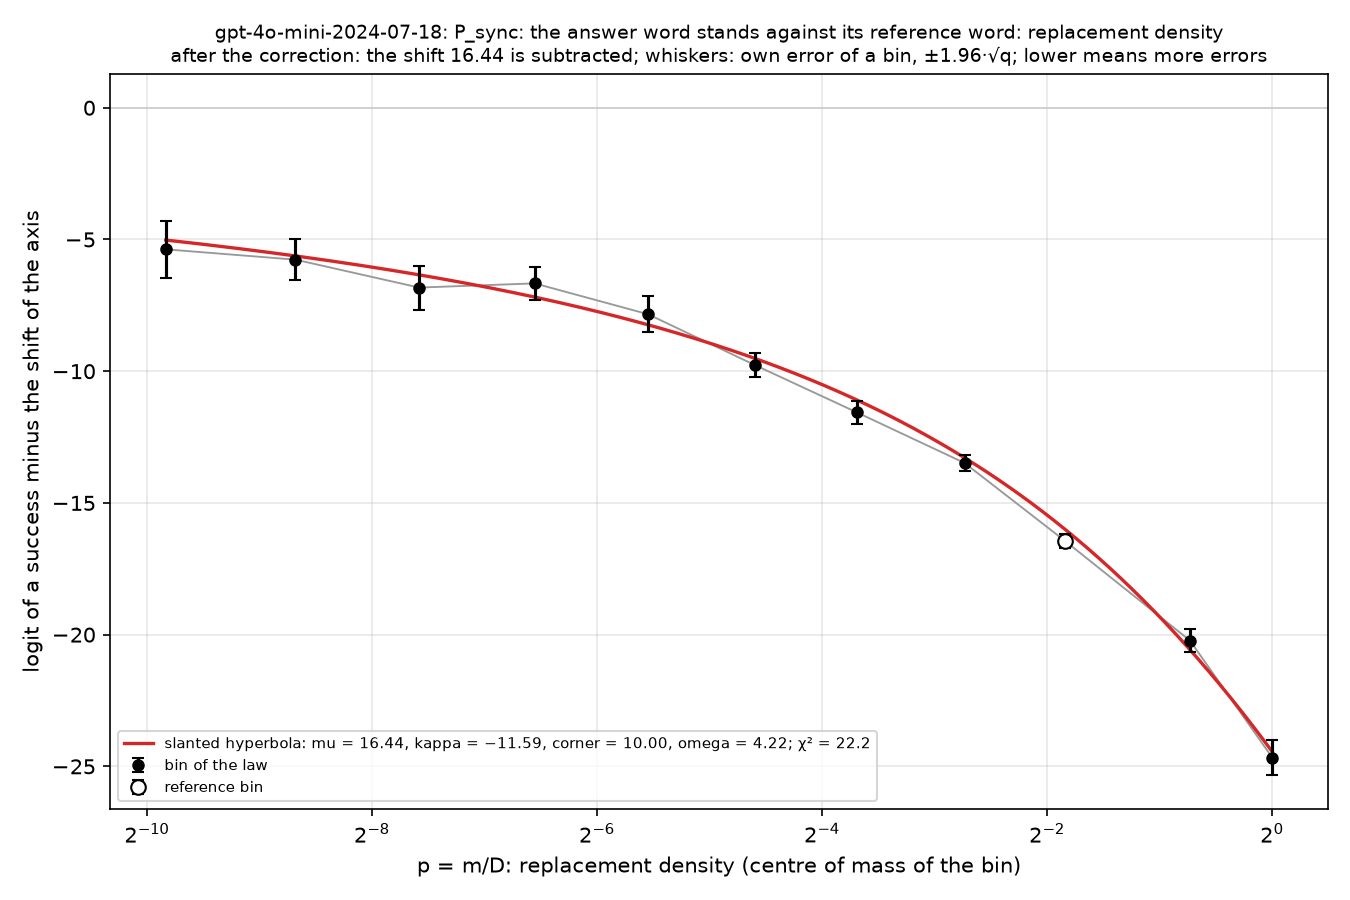 gpt-4o-mini-2024-07-18: P_sync: the answer word stands against its reference word: replacement density
after the correction: the shift 16.44 is subtracted; whiskers: own error of a bin, ±1.96·√q; lower means more errors
logit of a success minus the shift of the axis
0
−5
−10
−15
−20
−25
slanted hyperbola: mu = 16.44, kappa = −11.59, corner = 10.00, omega = 4.22; χ² = 22.2
bin of the law
reference bin
2⁻¹⁰ 2⁻⁸ 2⁻⁶ 2⁻⁴ 2⁻² 2⁰
p = m/D: replacement density (centre of mass of the bin)